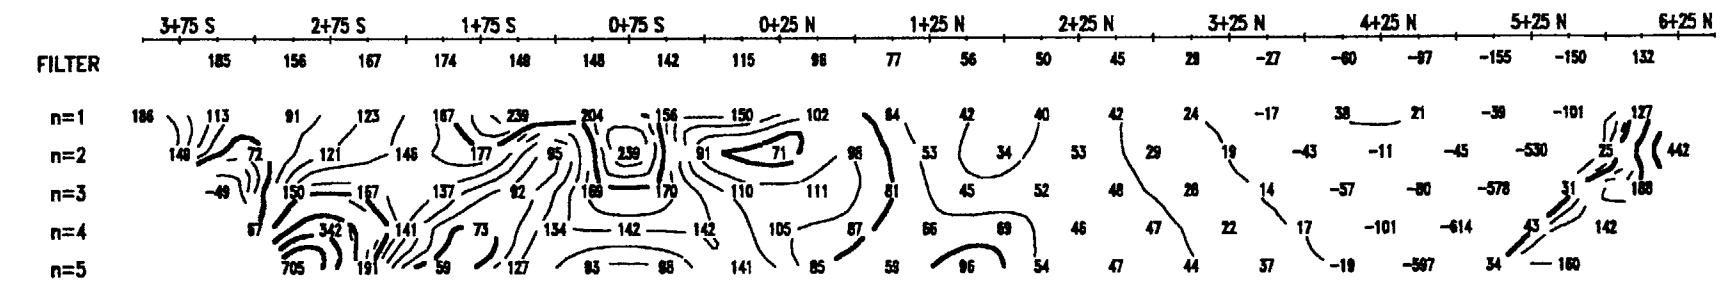 3+75 S 2+75 S 1+75 S 0+75 S 0+25 N 1+25 N 2+25 N 3+25 N 4+25 N 5+25 N 6+25 N
FILTER 185 156 167 174 148 148 142 115 98 77 56 50 45 28 -27 -60 -97 -155 -150 132
n=1 186 113 91 123 167 239 204 156 150 102 84 42 40 42 24 -17 38 21 -39 -101 127
n=2 149 72 121 146 177 95 239 91 71 98 53 34 53 29 19 -43 -11 -45 -530 25 442
n=3 -49 150 167 137 92 169 170 110 111 81 45 52 48 26 14 -57 -80 -578 31 188
n=4 67 342 141 73 134 142 142 105 87 66 69 46 47 22 17 -101 -614 43 142
n=5 705 191 59 127 93 98 141 85 59 96 54 47 44 37 -19 -597 34 160